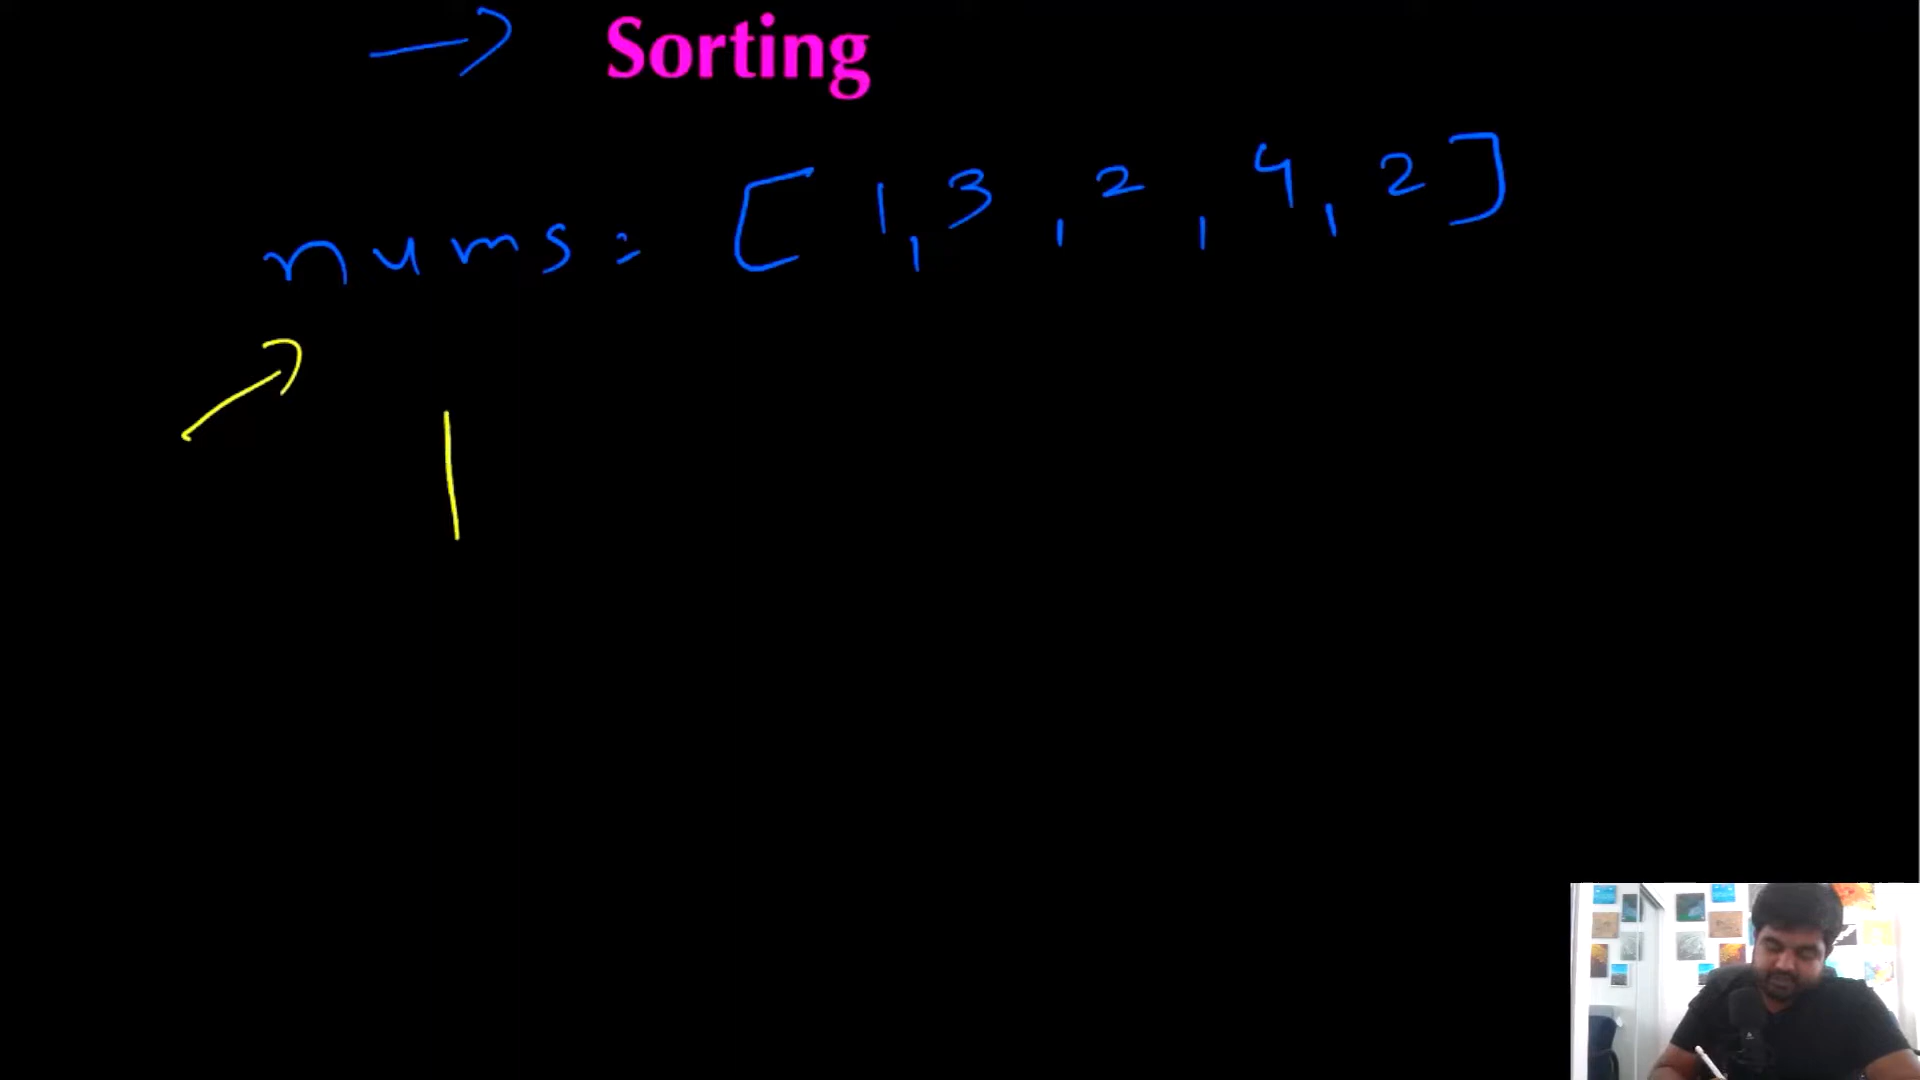 → Sorting
nums = [1, 3, 2, 4, 2]